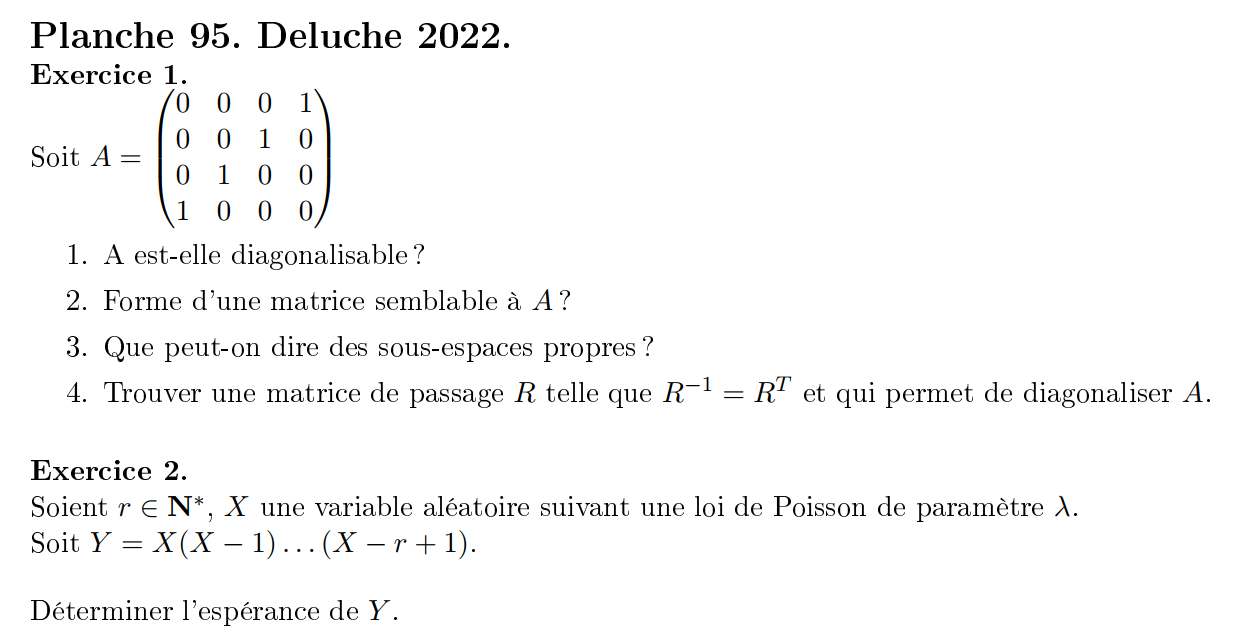 Planche 95. Deluche 2022.
Exercice 1.
Soit $A = \begin{pmatrix} 0 & 0 & 0 & 1 \\ 0 & 0 & 1 & 0 \\ 0 & 1 & 0 & 0 \\ 1 & 0 & 0 & 0 \end{pmatrix}$
1. A est-elle diagonalisable ?
2. Forme d'une matrice semblable à $A$ ?
3. Que peut-on dire des sous-espaces propres ?
4. Trouver une matrice de passage $R$ telle que $R^{-1} = R^T$ et qui permet de diagonaliser $A$.
Exercice 2.
Soient $r \in \mathbf{N}^*$, $X$ une variable aléatoire suivant une loi de Poisson de paramètre $\lambda$.
Soit $Y = X(X - 1) \ldots (X - r + 1)$.
Déterminer l'espérance de $Y$.